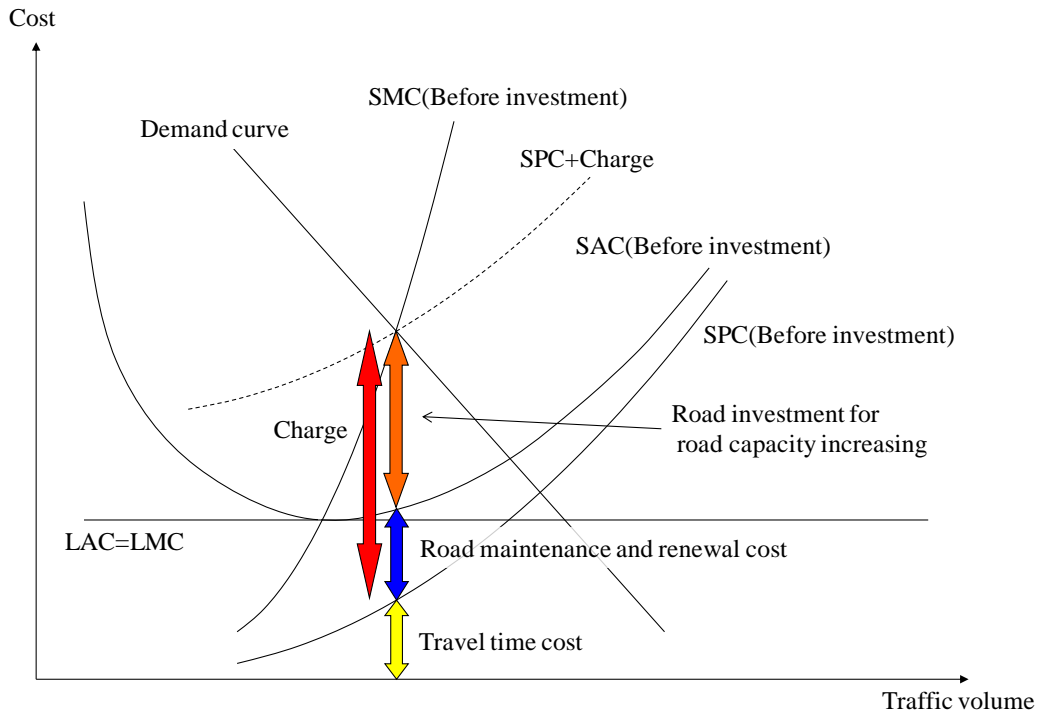 Cost
SMC(Before investment)
Demand curve
SPC+Charge
SAC(Before investment)
SPC(Before investment)
Road investment for
road capacity increasing
Charge
LAC=LMC
Road maintenance and renewal cost
Travel time cost
Traffic volume